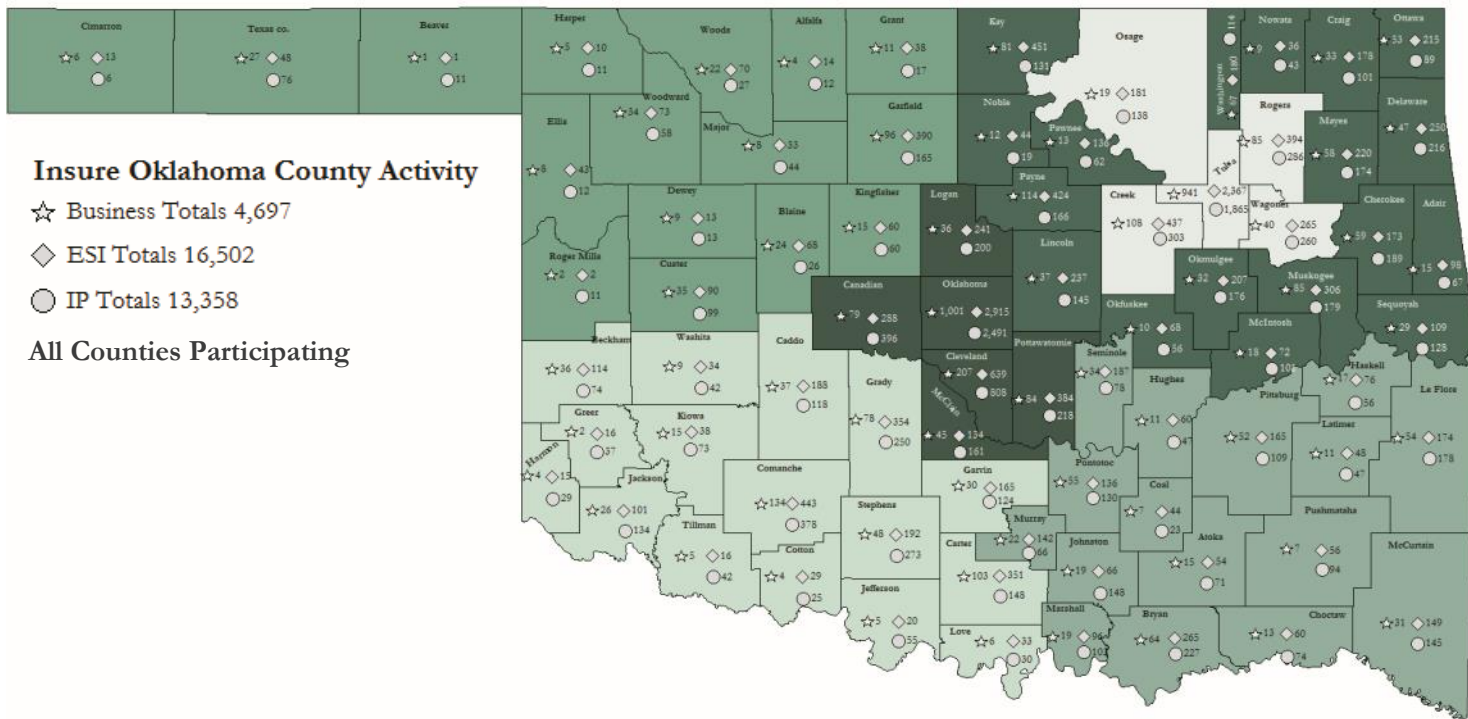 Insure Oklahoma County Activity
Business Totals 4,697
ESI Totals 16,502
IP Totals 13,358
All Counties Participating
Cimarron
6 13
6
Texas co.
27 48
76
Beaver
1 1
11
Harper
5 10
11
Woods
22 70
27
Alfalfa
4 14
12
Grant
11 38
17
Kay
81 451
131
Osage
19 181
138
Washington
67 180
114
Nowata
9 36
43
Craig
33 178
101
Ottawa
53 215
89
Ellis
8 43
12
Woodward
34 73
58
Major
8 33
44
Garfield
96 390
165
Noble
12 44
19
Pawnee
13 136
62
Rogers
85 394
286
Mayes
58 220
174
Delaware
47 250
216
Roger Mills
2 2
11
Dewey
9 13
13
Custer
35 90
99
Blaine
24 68
26
Kingfisher
15 60
60
Logan
36 241
200
Payne
114 424
166
Lincoln
37 237
145
Creek
108 437
303
Tulsa
941 2,367
1,865
Wagoner
40 265
260
Cherokee
59 173
189
Adair
15 98
67
Canadian
79 288
396
Oklahoma
1,001 2,915
2,491
Okfuskee
10 68
56
Okmulgee
32 207
176
Muskogee
85 306
179
McIntosh
18 72
Sequoyah
29 109
128
Beckham
36 114
74
Washita
9 34
42
Caddo
37 188
118
Grady
78 354
250
Cleveland
207 639
808
McClain
45 134
161
Pottawatomie
84 384
218
Seminole
34 187
78
Hughes
11 60
47
Pittsburg
52 165
109
Haskell
17 76
56
Latimer
11 48
47
Le Flore
54 174
178
Greer
2 16
37
Kiowa
15 38
73
Harmon
4 15
29
Jackson
26 101
134
Tillman
5 16
42
Comanche
134 443
378
Cotton
4 29
25
Stephens
48 192
273
Garvin
30 165
124
Murray
22 142
66
Pontotoc
55 136
130
Coal
7 44
23
Johnston
19 66
148
Atoka
15 54
71
Pushmataha
7 56
94
McCurtain
31 149
145
Carter
103 351
148
Jefferson
5 20
55
Love
6 33
30
Marshall
19 96
Bryan
64 265
227
Choctaw
13 60
74